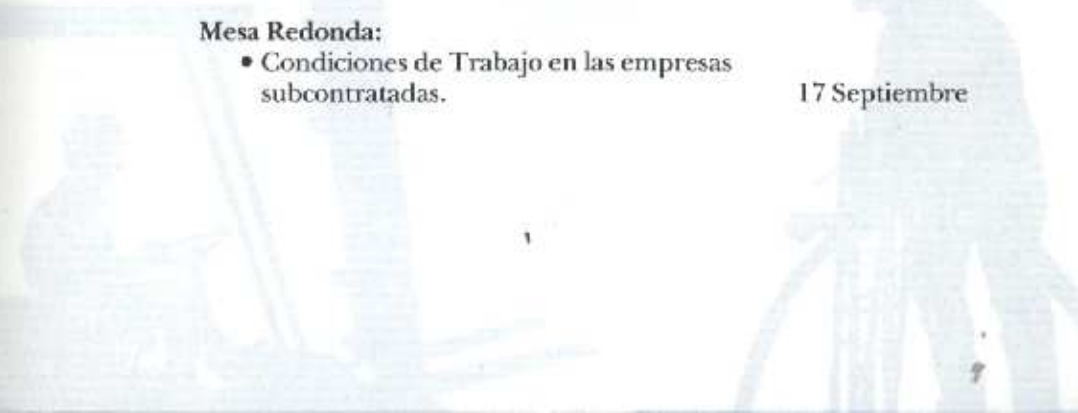 Mesa Redonda:
• Condiciones de Trabajo en las empresas
subcontratadas. 17 Septiembre